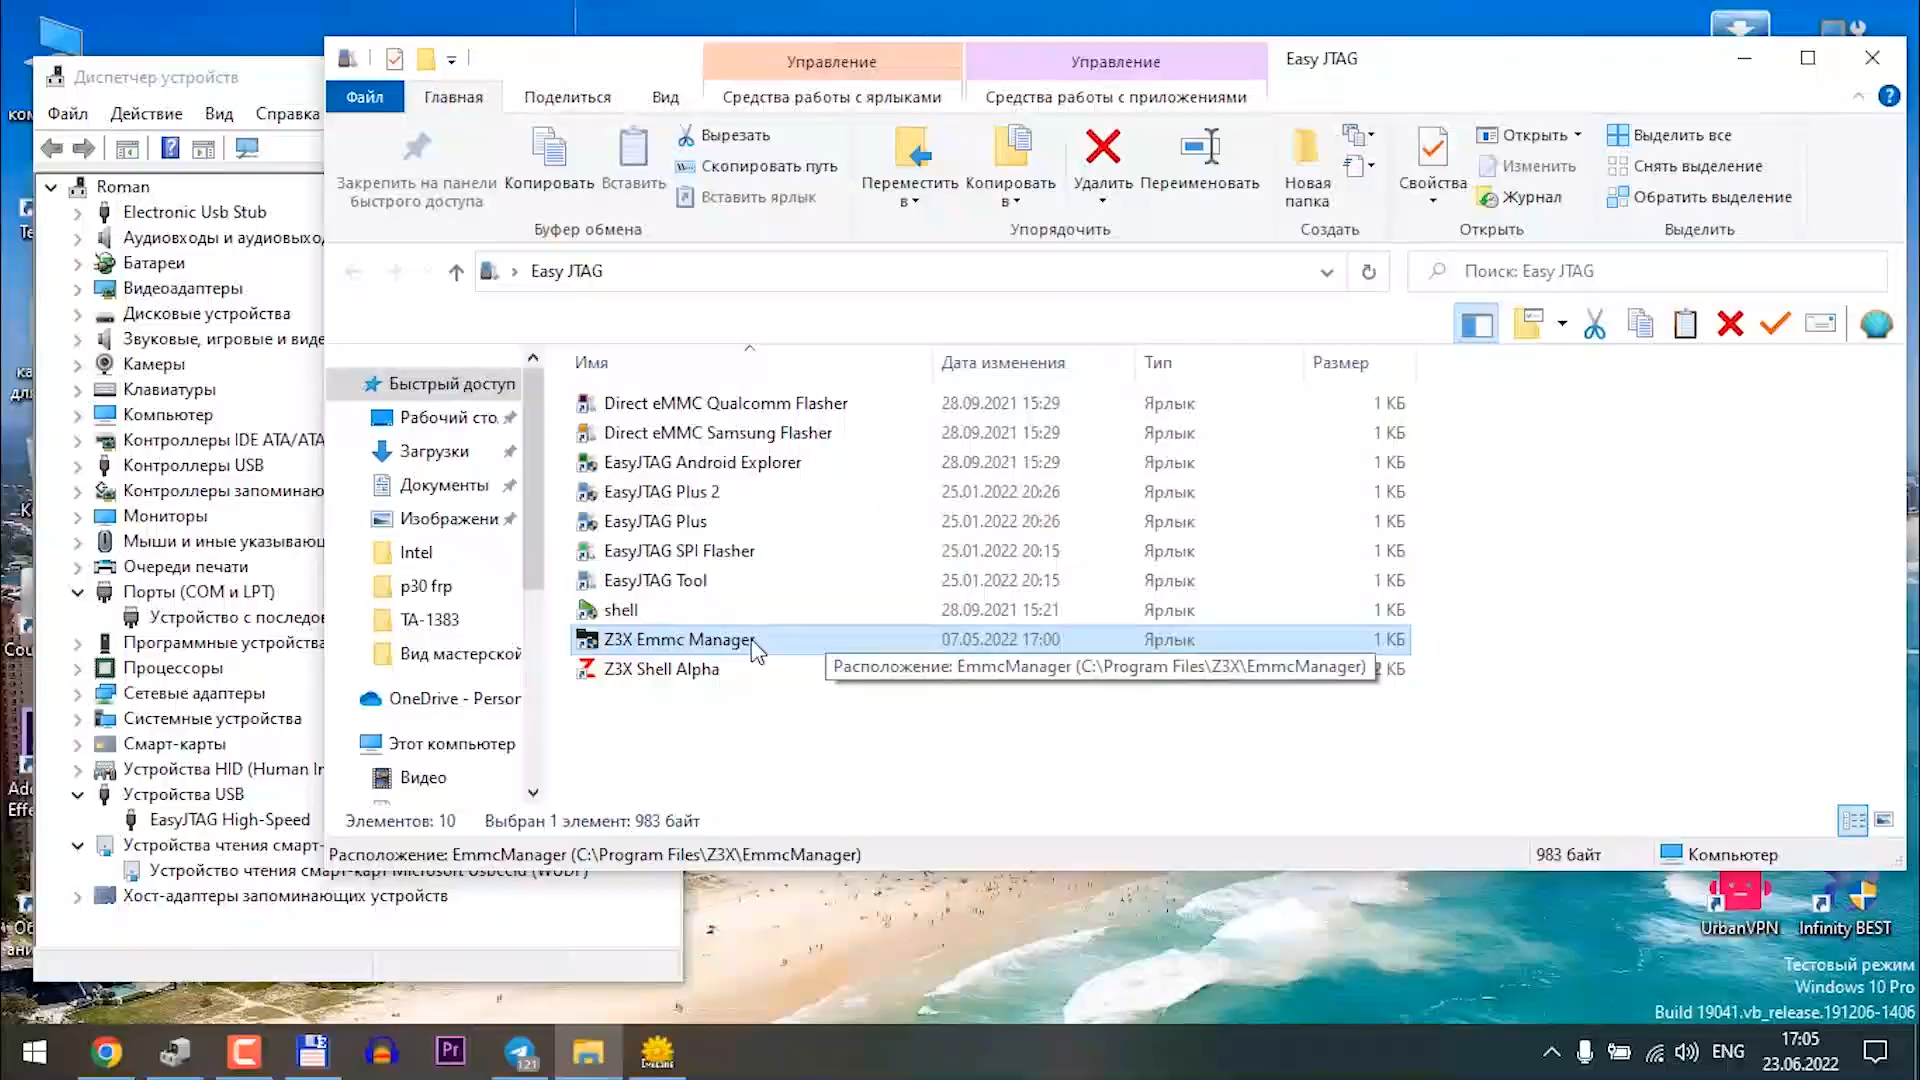 Диспетчер устройств
Файл Действие Вид Справка
Roman
Electronic Usb Stub
Аудиовходы и аудиовыхо
Батареи
Видеоадаптеры
Дисковые устройства
Звуковые, игровые и виде
Камеры
Клавиатуры
Компьютер
Контроллеры IDE ATA/ATA
Контроллеры USB
Контроллеры запоминаю
Мониторы
Мыши и иные указывающ
Очереди печати
Порты (COM и LPT)
Устройство с последо
Программные устройства
Процессоры
Сетевые адаптеры
Системные устройства
Смарт-карты
Устройства HID (Human In
Устройства USB
EasyJTAG High-Speed
Устройства чтения смарт-
Устройство чтения смарт-карт Microsoft Usbccid (WUDF)
Хост-адаптеры запоминающих устройств
Управление
Управление
Easy JTAG
Файл
Главная
Поделиться
Вид
Средства работы с ярлыками
Средства работы с приложениями
Закрепить на панели
быстрого доступа
Копировать
Вставить
Вырезать
Скопировать путь
Вставить ярлык
Буфер обмена
Переместить
в
Копировать
в
Удалить
Переименовать
Упорядочить
Новая
папка
Создать
Свойства
Открыть
Изменить
Журнал
Открыть
Выделить все
Снять выделение
Обратить выделение
Выделить
Easy JTAG
Поиск: Easy JTAG
Быстрый доступ
Рабочий сто.
Загрузки
Документы
Изображени
Intel
p30 frp
TA-1383
Вид мастерской
OneDrive - Person
Этот компьютер
Видео
Имя Дата изменения Тип Размер
Direct eMMC Qualcomm Flasher 28.09.2021 15:29 Ярлык 1 КБ
Direct eMMC Samsung Flasher 28.09.2021 15:29 Ярлык 1 КБ
EasyJTAG Android Explorer 28.09.2021 15:29 Ярлык 1 КБ
EasyJTAG Plus 2 25.01.2022 20:26 Ярлык 1 КБ
EasyJTAG Plus 25.01.2022 20:26 Ярлык 1 КБ
EasyJTAG SPI Flasher 25.01.2022 20:15 Ярлык 1 КБ
EasyJTAG Tool 25.01.2022 20:15 Ярлык 1 КБ
shell 28.09.2021 15:21 Ярлык 1 КБ
Z3X Emmc Manager 07.05.2022 17:00 Ярлык 1 КБ
Z3X Shell Alpha 2 КБ
Расположение: EmmcManager (C:\Program Files\Z3X\EmmcManager)
Элементов: 10 Выбран 1 элемент: 983 байт
Расположение: EmmcManager (C:\Program Files\Z3X\EmmcManager)
983 байт
Компьютер
UrbanVPN
Infinity BEST
Тестовый режим
Windows 10 Pro
Build 19041.vb_release.191206-1406
Pr
121
ENG
17:05
23.06.2022